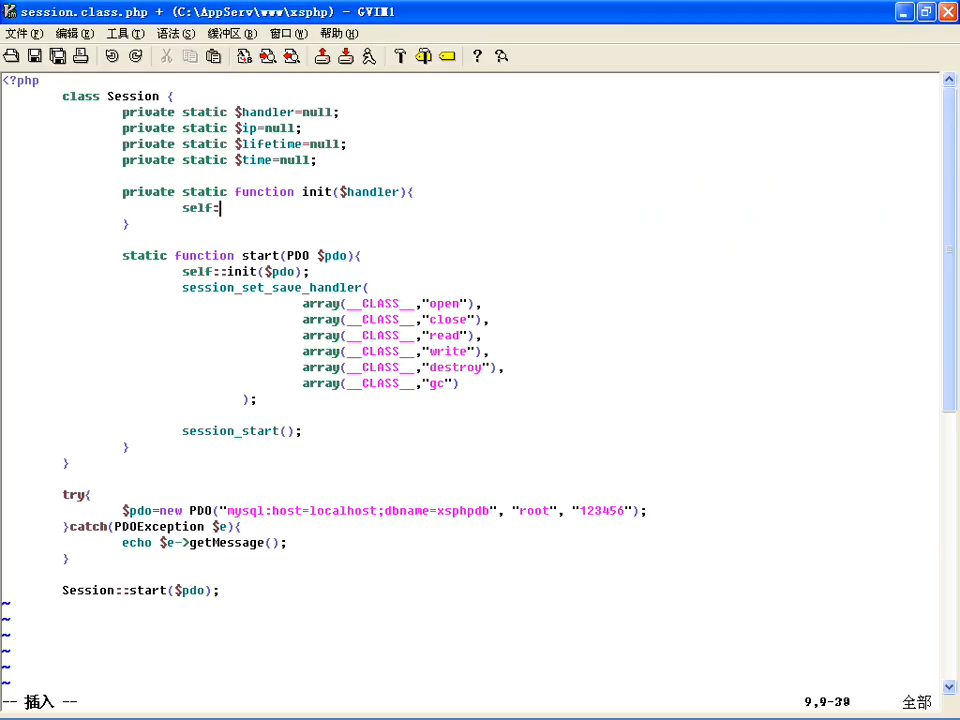 session.class.php + (C:\AppServ\www\xsphp) - GVIM1
文件(F) 编辑(E) 工具(T) 语法(S) 缓冲区(B) 窗口(W) 帮助(H)
<?php
class Session {
private static $handler=null;
private static $ip=null;
private static $lifetime=null;
private static $time=null;
private static function init($handler){
self:
}
static function start(PDO $pdo){
self::init($pdo);
session_set_save_handler(
array(__CLASS__,"open"),
array(__CLASS__,"close"),
array(__CLASS__,"read"),
array(__CLASS__,"write"),
array(__CLASS__,"destroy"),
array(__CLASS__,"gc")
);
session_start();
}
}
try{
$pdo=new PDO("mysql:host=localhost;dbname=xsphpdb", "root", "123456");
}catch(PDOException $e){
echo $e->getMessage();
}
Session::start($pdo);
~
~
~
~
~
~
-- 插入 -- 9,9-30 全部